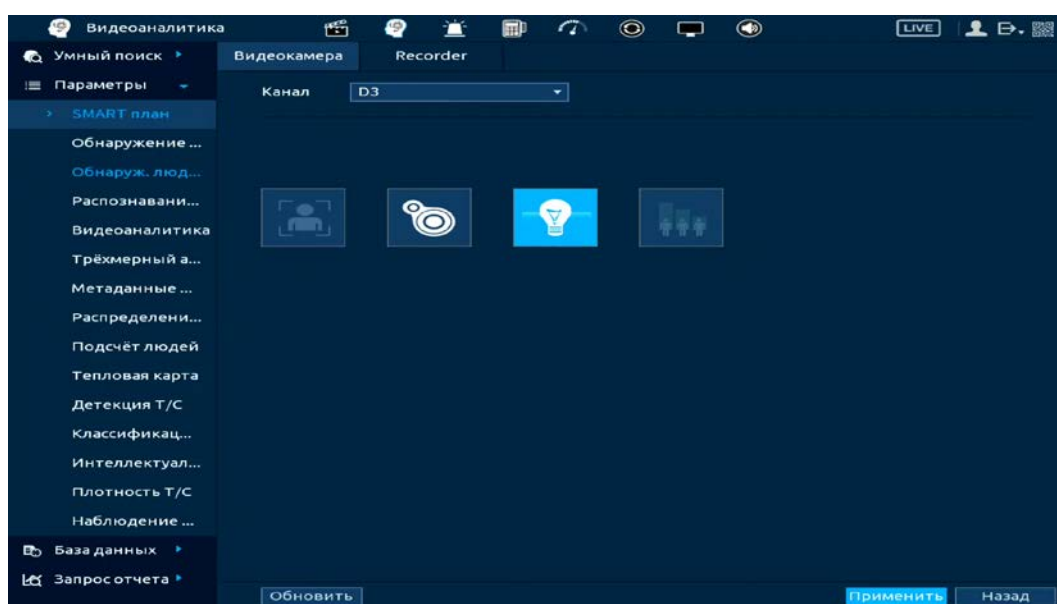 Видеоаналитика
LIVE
Умный поиск
Видеокамера
Recorder
Параметры
Канал
D3
SMART план
Обнаружение ...
Обнаруж. люд...
Распознавани...
Видеоаналитика
Трёхмерный а...
Метаданные ...
Распределени...
Подсчёт людей
Тепловая карта
Детекция Т/С
Классификац...
Интеллектуал...
Плотность Т/С
Наблюдение ...
База данных
Запрос отчета
Обновить
Применить
Назад